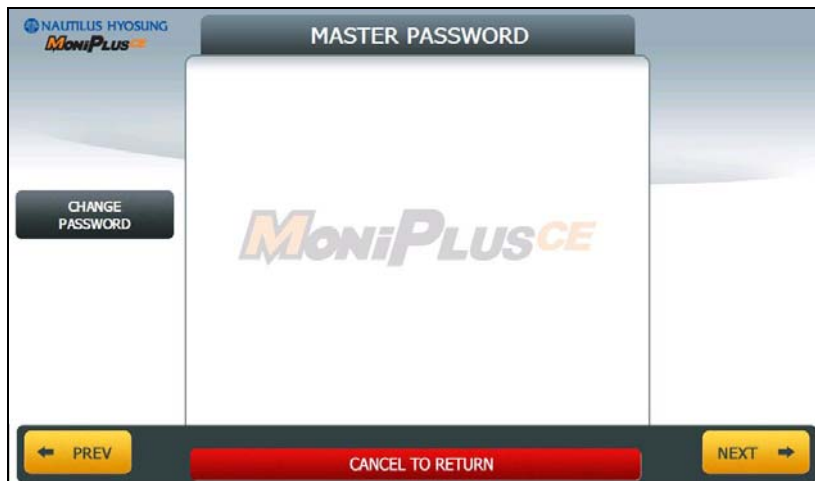 NAUTILUS HYOSUNG
MoniPlusCE
MASTER PASSWORD
CHANGE
PASSWORD
MoniPlusCE
PREV
CANCEL TO RETURN
NEXT